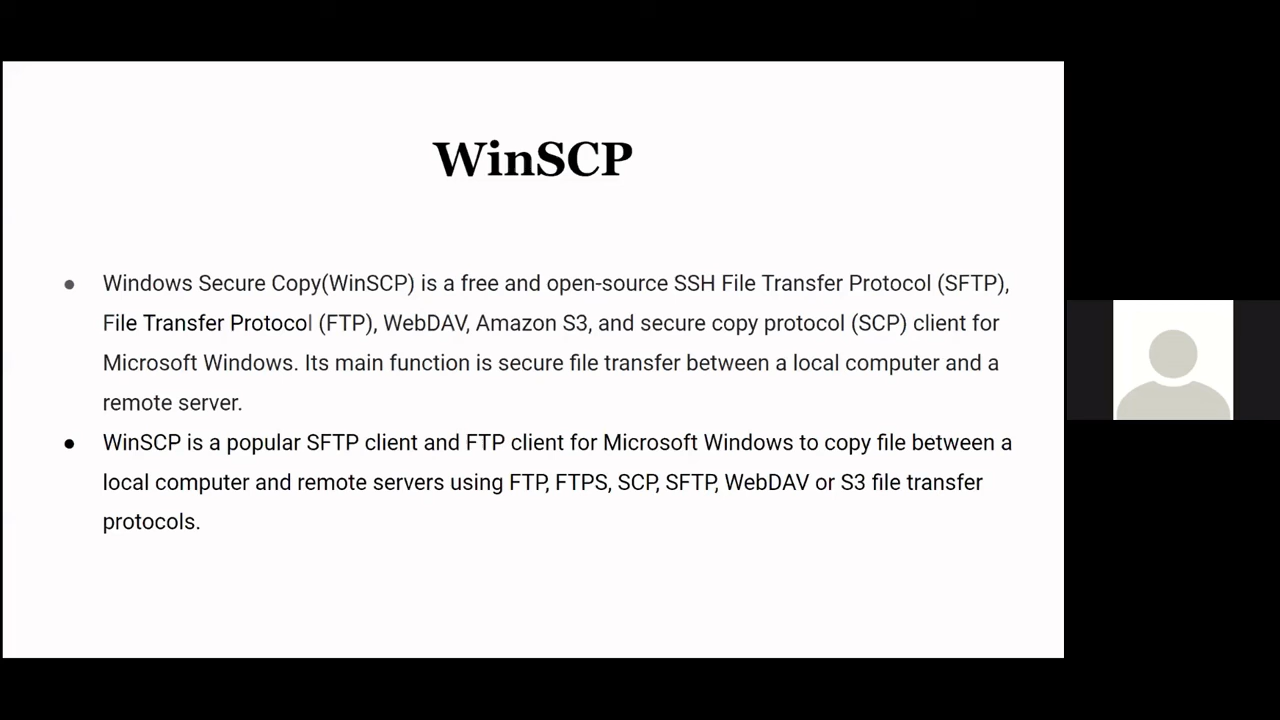 WinSCP
● Windows Secure Copy(WinSCP) is a free and open-source SSH File Transfer Protocol (SFTP),
File Transfer Protocol (FTP), WebDAV, Amazon S3, and secure copy protocol (SCP) client for
Microsoft Windows. Its main function is secure file transfer between a local computer and a
remote server.
● WinSCP is a popular SFTP client and FTP client for Microsoft Windows to copy file between a
local computer and remote servers using FTP, FTPS, SCP, SFTP, WebDAV or S3 file transfer
protocols.